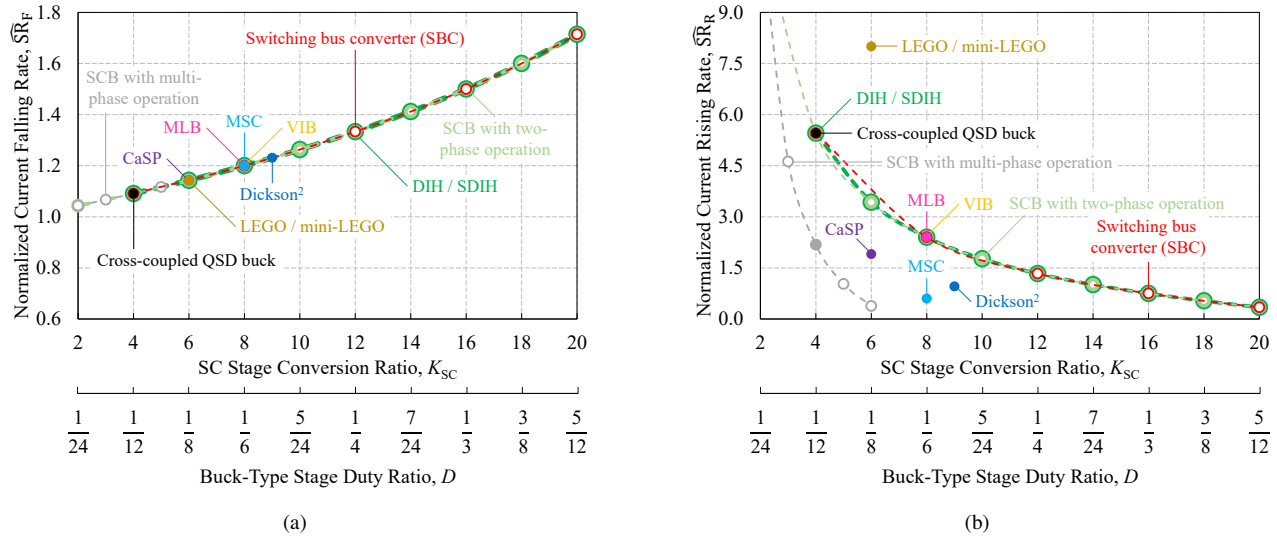 Normalized Current Falling Rate, S͡R_F
1.8
1.6
1.4
1.2
1.0
0.8
0.6
SCB with multi-
phase operation
Switching bus converter (SBC)
MSC
VIB
MLB
CaSP
SCB with two-
phase operation
Dickson²
DIH / SDIH
LEGO / mini-LEGO
Cross-coupled QSD buck
2 4 6 8 10 12 14 16 18 20
SC Stage Conversion Ratio, K_SC
1/24 1/12 1/8 1/6 5/24 1/4 7/24 1/3 3/8 5/12
Buck-Type Stage Duty Ratio, D
(a)
Normalized Current Rising Rate, S͡R_R
9.0
7.5
6.0
4.5
3.0
1.5
0.0
LEGO / mini-LEGO
DIH / SDIH
Cross-coupled QSD buck
SCB with multi-phase operation
MLB
VIB
SCB with two-phase operation
CaSP
Switching bus
converter (SBC)
MSC
Dickson²
2 4 6 8 10 12 14 16 18 20
SC Stage Conversion Ratio, K_SC
1/24 1/12 1/8 1/6 5/24 1/4 7/24 1/3 3/8 5/12
Buck-Type Stage Duty Ratio, D
(b)